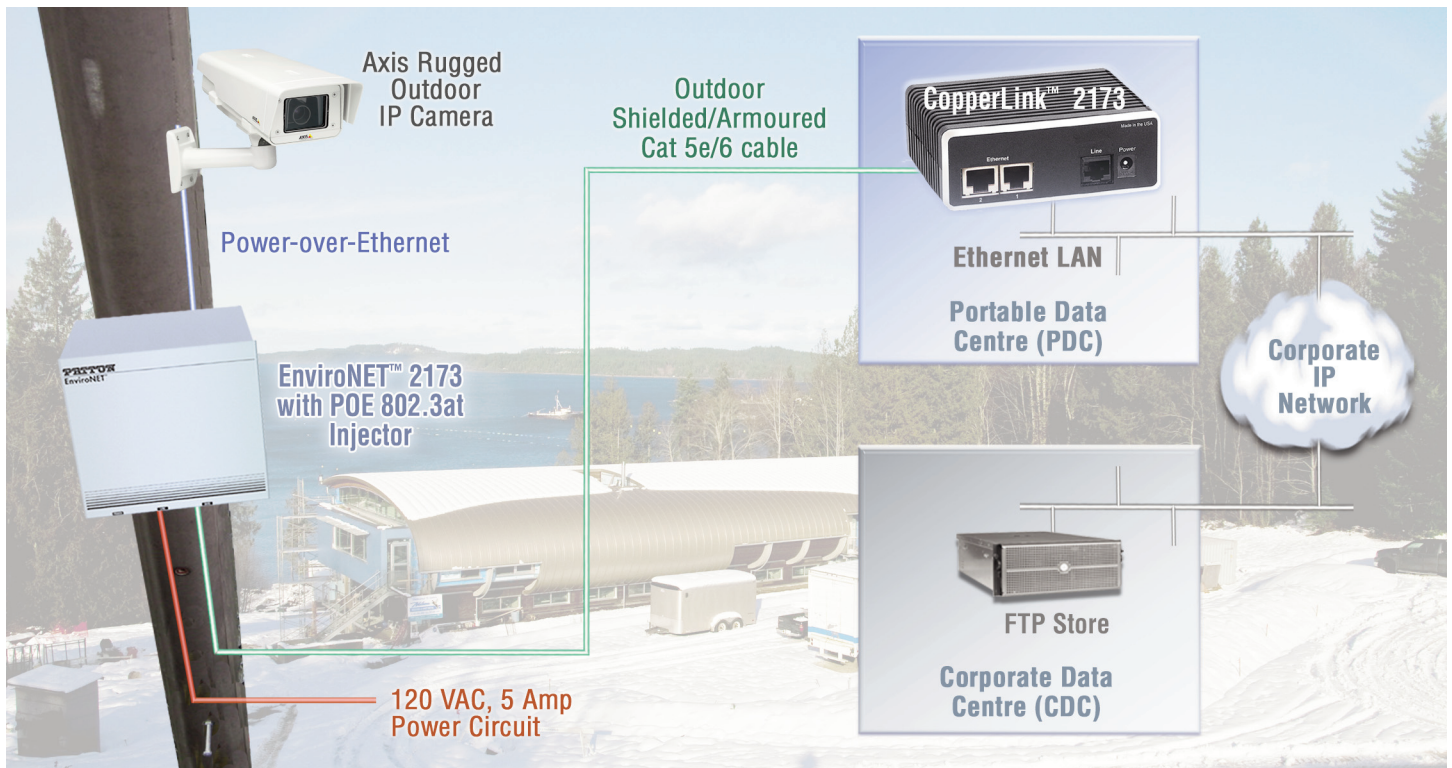 Axis Rugged
Outdoor
IP Camera
AXIS
Outdoor
Shielded/Armoured
Cat 5e/6 cable
CopperLink™ 2173
Made in the USA
Ethernet
Line
Power
2
1
Power-over-Ethernet
Ethernet LAN
Portable Data
Centre (PDC)
PATTON
EnviroNET™
EnviroNET™ 2173
with POE 802.3at
Injector
Corporate
IP
Network
FTP Store
Corporate Data
Centre (CDC)
120 VAC, 5 Amp
Power Circuit